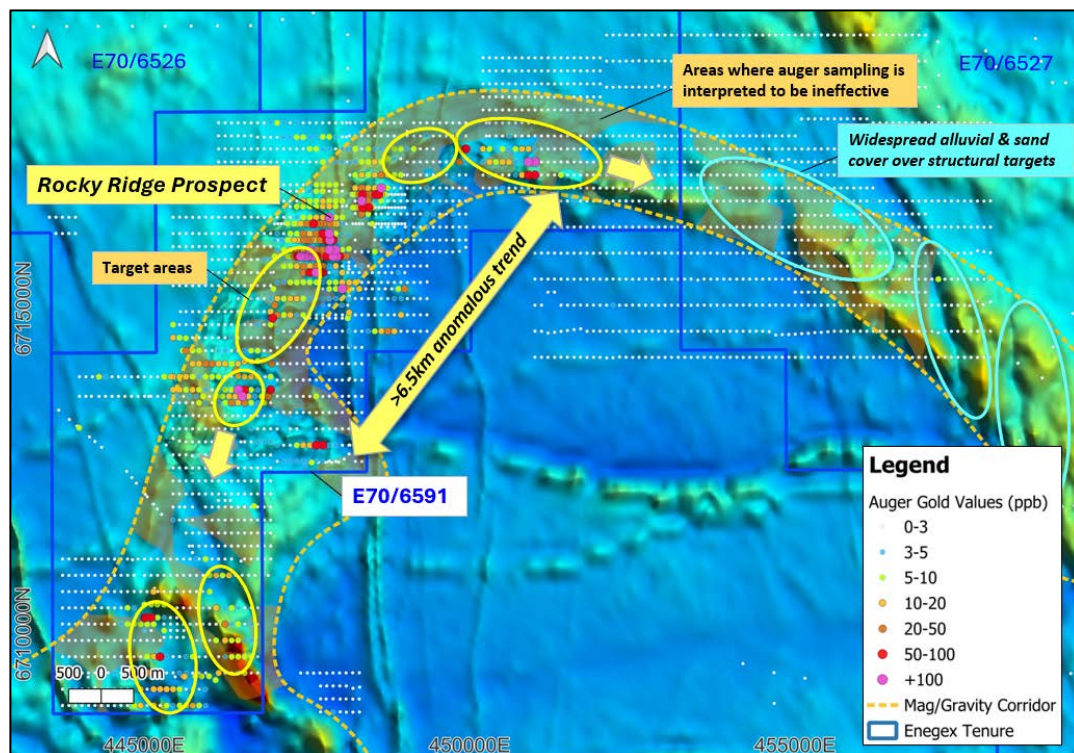 E70/6526
E70/6527
Areas where auger sampling is
interpreted to be ineffective
Widespread alluvial & sand
cover over structural targets
Rocky Ridge Prospect
Target areas
6715000N
>6.5km anomalous trend
E70/6591
6710000N
500 0 500 m
445000E
450000E
455000E
Legend
Auger Gold Values (ppb)
0-3
3-5
5-10
10-20
20-50
50-100
+100
Mag/Gravity Corridor
Enegex Tenure